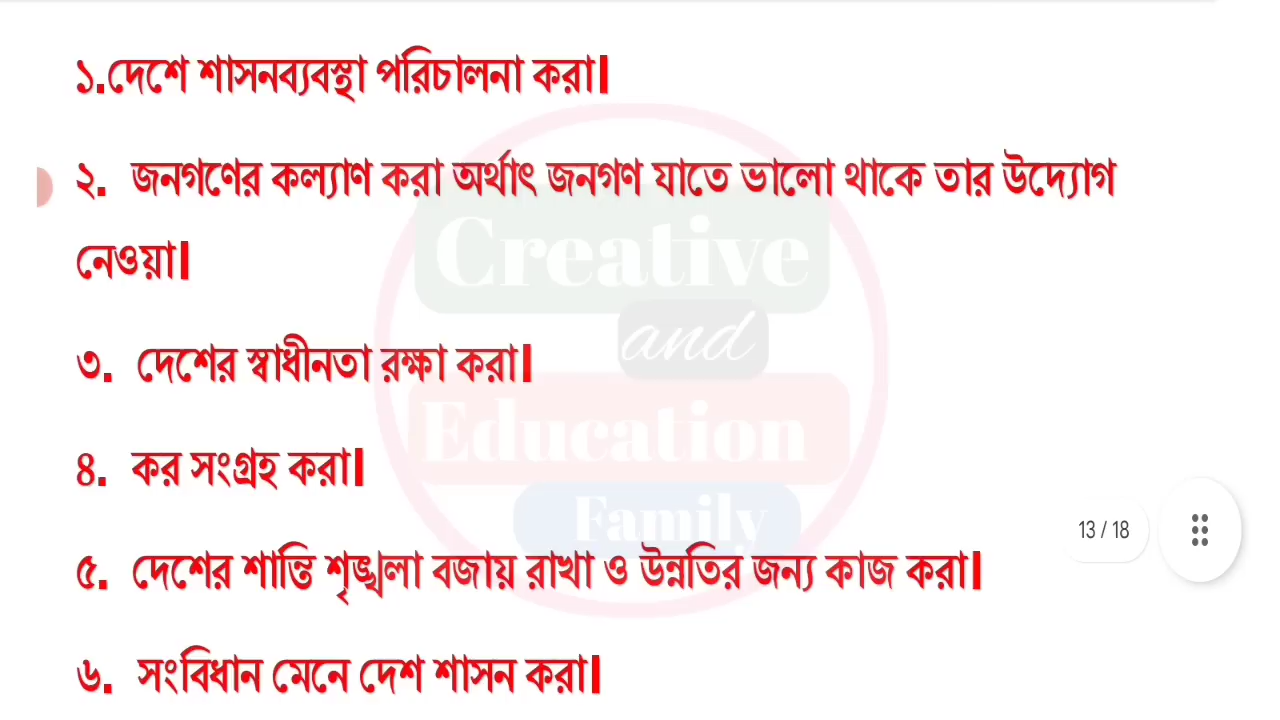 ১.দেশে শাসনব্যবস্থা পরিচালনা করা।
২. জনগণের কল্যাণ করা অর্থাৎ জনগণ যাতে ভালো থাকে তার উদ্যোগ
নেওয়া।
Creative
and
৩. দেশের স্বাধীনতা রক্ষা করা।
Education
৪. কর সংগ্রহ করা।
Family
13 / 18
৫. দেশের শান্তি শৃঙ্খলা বজায় রাখা ও উন্নতির জন্য কাজ করা।
৬. সংবিধান মেনে দেশ শাসন করা।